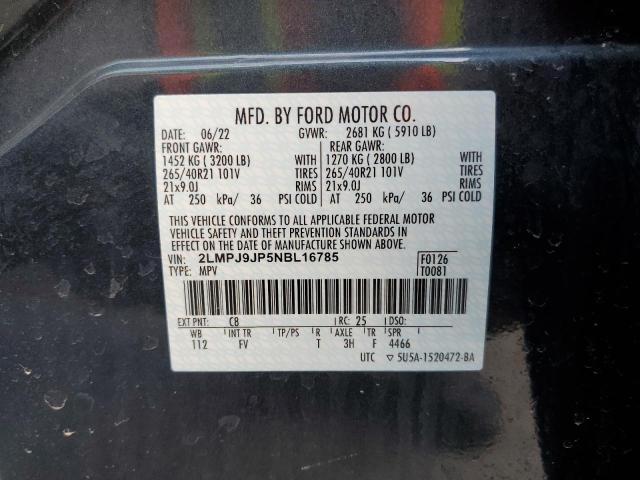 MFD. BY FORD MOTOR CO.
DATE: 06/22 GVWR: 2681 KG ( 5910 LB)
FRONT GAWR: REAR GAWR:
1452 KG ( 3200 LB) WITH 1270 KG ( 2800 LB) WITH
265/40R21 101V TIRES 265/40R21 101V TIRES
21x9.0J RIMS 21x9.0J RIMS
AT 250 kPa/ 36 PSI COLD AT 250 kPa/ 36 PSI COLD
THIS VEHICLE CONFORMS TO ALL APPLICABLE FEDERAL MOTOR
VEHICLE SAFETY AND THEFT PREVENTION STANDARDS IN
EFFECT ON THE DATE OF MANUFACTURE SHOWN ABOVE.
VIN: 2LMPJ9JP5NBL16785 F0126
TYPE: MPV T0081
EXT PNT: C8 RC: 25 DSO:
WB INT TR TP/PS R AXLE TR SPR
112 FV T 3H F 4466
UTC ▽ 5U5A-1520472-BA